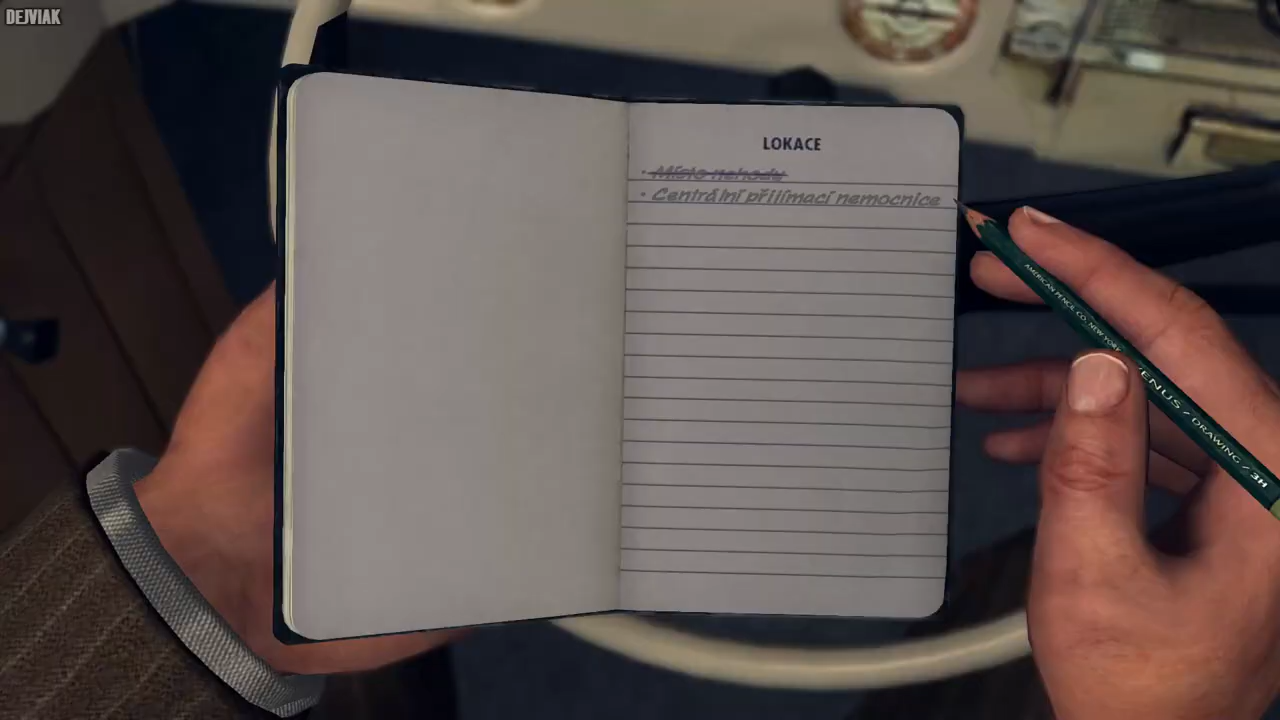 DEJVIAK
LOKACE
• Místo nehody
• Centrální přijímací nemocnice
AMERICAN PENCIL CO. NEW YORK
VENUS / DRAWING / 3H